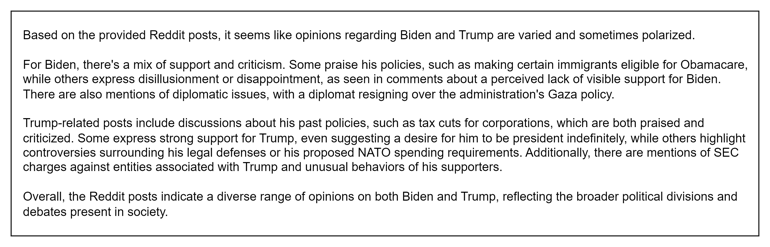 Based on the provided Reddit posts, it seems like opinions regarding Biden and Trump are varied and sometimes polarized.
For Biden, there's a mix of support and criticism. Some praise his policies, such as making certain immigrants eligible for Obamacare,
while others express disillusionment or disappointment, as seen in comments about a perceived lack of visible support for Biden.
There are also mentions of diplomatic issues, with a diplomat resigning over the administration's Gaza policy.
Trump-related posts include discussions about his past policies, such as tax cuts for corporations, which are both praised and
criticized. Some express strong support for Trump, even suggesting a desire for him to be president indefinitely, while others highlight
controversies surrounding his legal defenses or his proposed NATO spending requirements. Additionally, there are mentions of SEC
charges against entities associated with Trump and unusual behaviors of his supporters.
Overall, the Reddit posts indicate a diverse range of opinions on both Biden and Trump, reflecting the broader political divisions and
debates present in society.